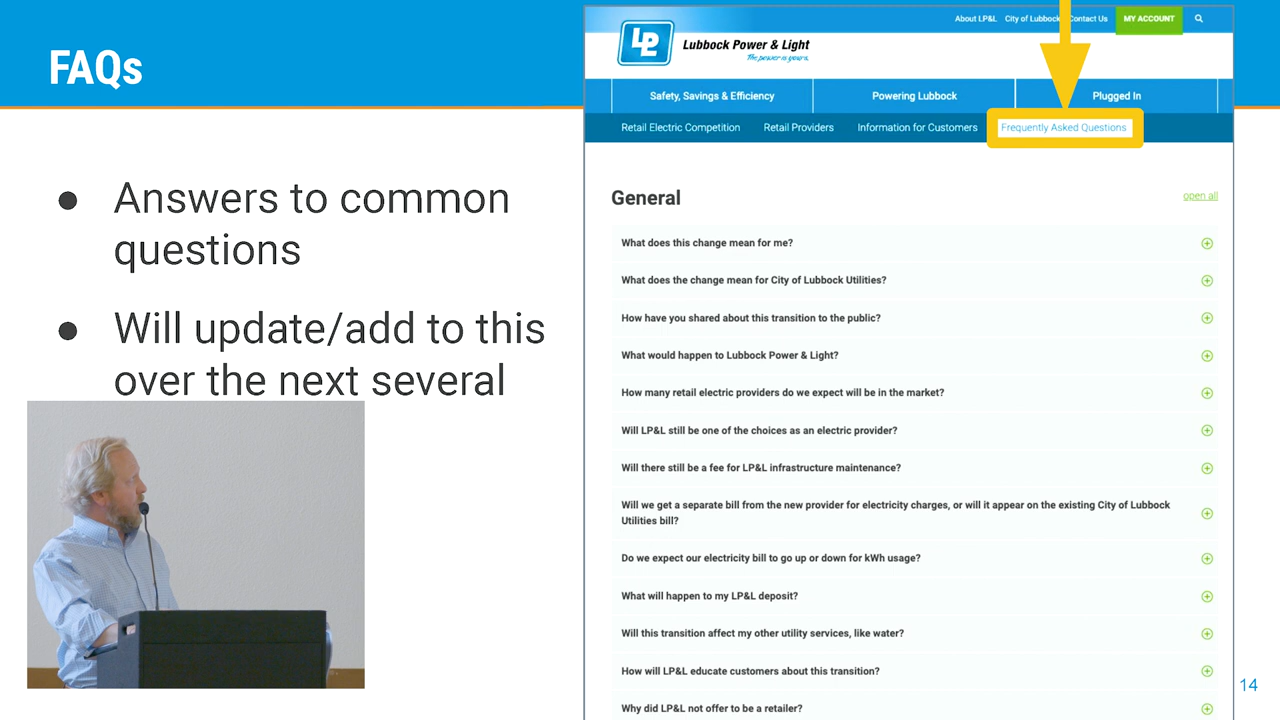 FAQs
● Answers to common
questions
● Will update/add to this
over the next several
About LP&L City of Lubbock Contact Us MY ACCOUNT
LP&L
Lubbock Power & Light
The power is yours.
Safety, Savings & Efficiency Powering Lubbock Plugged In
Retail Electric Competition Retail Providers Information for Customers Frequently Asked Questions
General open all
What does this change mean for me?
What does the change mean for City of Lubbock Utilities?
How have you shared about this transition to the public?
What would happen to Lubbock Power & Light?
How many retail electric providers do we expect will be in the market?
Will LP&L still be one of the choices as an electric provider?
Will there still be a fee for LP&L infrastructure maintenance?
Will we get a separate bill from the new provider for electricity charges, or will it appear on the existing City of Lubbock
Utilities bill?
Do we expect our electricity bill to go up or down for kWh usage?
What will happen to my LP&L deposit?
Will this transition affect my other utility services, like water?
How will LP&L educate customers about this transition?
Why did LP&L not offer to be a retailer?
14